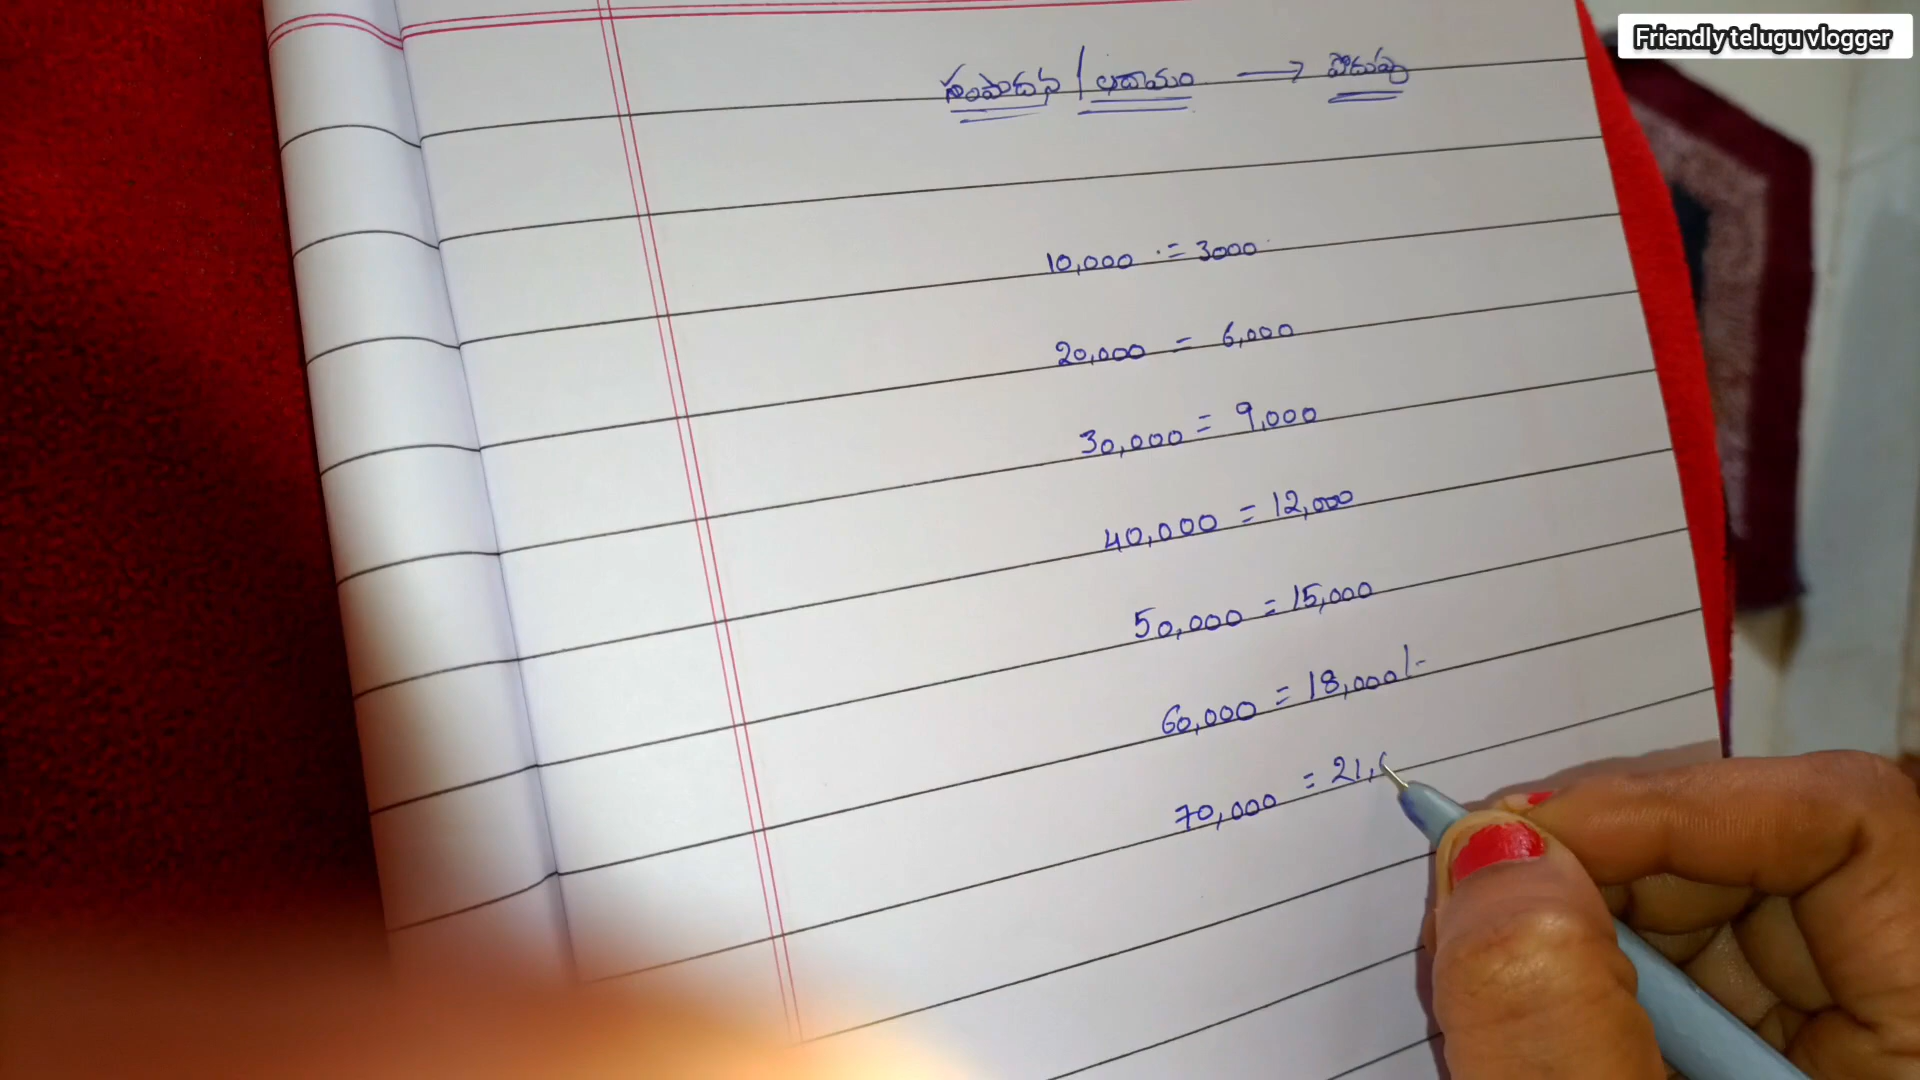 Friendly telugu vlogger
సంపాదన / ఆదాయం → పొదుపు
10,000 = 3000
20,000 = 6,000
30,000 = 9,000
40,000 = 12,000
50,000 = 15,000
60,000 = 18,000/-
70,000 = 21,0